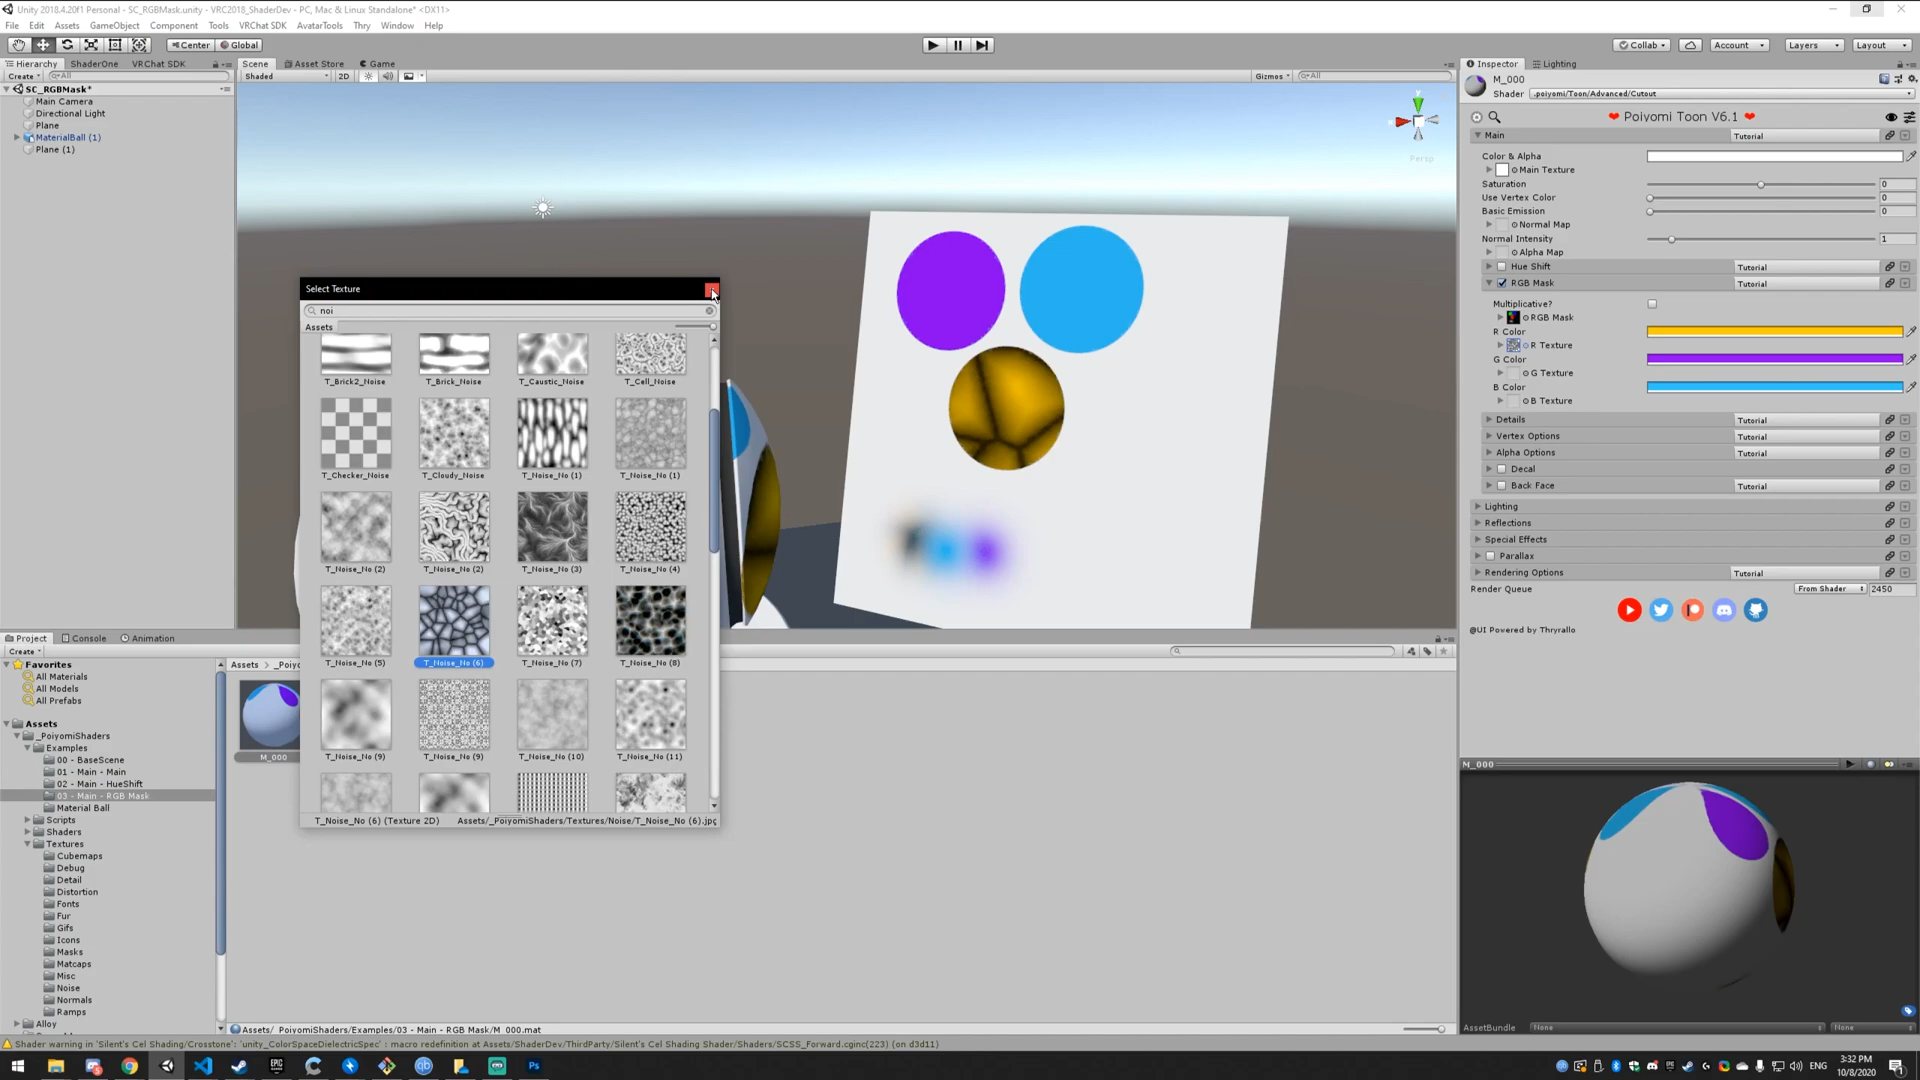 Unity 2018.4.20f1 Personal - SC_RGBMask.unity - VRC2018_ShaderDev - PC, Mac & Linux Standalone* <DX11>
File Edit Assets GameObject Component Tools VRChat SDK AvatarTools Thry Window Help
Center Global Collab Account Layers Layout
Hierarchy ShaderOne VRChat SDK Scene Asset Store Game Inspector Lighting
Create All Shaded 2D Gizmos All
SC_RGBMask*
Main Camera
Directional Light
Plane
MaterialBall (1)
Plane (1)
y
Persp
M_000
Shader .poiyomi/Toon/Advanced/Cutout
Poiyomi Toon V6.1
Main Tutorial
Color & Alpha
Main Texture
Saturation 0
Use Vertex Color 0
Basic Emission 0
Normal Map
Normal Intensity 1
Alpha Map
Hue Shift Tutorial
RGB Mask Tutorial
Multiplicative?
RGB Mask
R Color
R Texture
G Color
G Texture
B Color
B Texture
Details Tutorial
Vertex Options Tutorial
Alpha Options Tutorial
Decal Tutorial
Back Face Tutorial
Lighting
Reflections
Special Effects
Parallax
Rendering Options Tutorial
Render Queue From Shader 2450
@UI Powered by Thryrallo
Select Texture
noi
Assets
T_Brick2_Noise T_Brick_Noise T_Caustic_Noise T_Cell_Noise
T_Checker_Noise T_Cloudy_Noise T_Noise_No (1) T_Noise_No (1)
T_Noise_No (2) T_Noise_No (2) T_Noise_No (3) T_Noise_No (4)
T_Noise_No (5) T_Noise_No (6) T_Noise_No (7) T_Noise_No (8)
T_Noise_No (9) T_Noise_No (9) T_Noise_No (10) T_Noise_No (11)
T_Noise_No (6) (Texture 2D) Assets/_PoiyomiShaders/Textures/Noise/T_Noise_No (6).jpg
Project Console Animation
Create
Favorites
All Materials
All Models
All Prefabs
Assets
_PoiyomiShaders
Examples
00 - BaseScene
01 - Main - Main
02 - Main - HueShift
03 - Main - RGB Mask
Material Ball
Scripts
Shaders
Textures
Cubemaps
Debug
Detail
Distortion
Fonts
Fur
Gifs
Icons
Masks
Matcaps
Misc
Noise
Normals
Ramps
Alloy
Assets > _Poiyo
M_000
Assets/_PoiyomiShaders/Examples/03 - Main - RGB Mask/M_000.mat
M_000
AssetBundle None None
Shader warning in 'Silent's Cel Shading/Crosstone': 'unity_ColorSpaceDielectricSpec' : macro redefinition at Assets/ShaderDev/ThirdParty/Silent's Cel Shading Shader/Shaders/SCSS_Forward.cginc(223) (on d3d11)
EPIC
qb
Ps
ENG
3:32 PM
10/8/2020